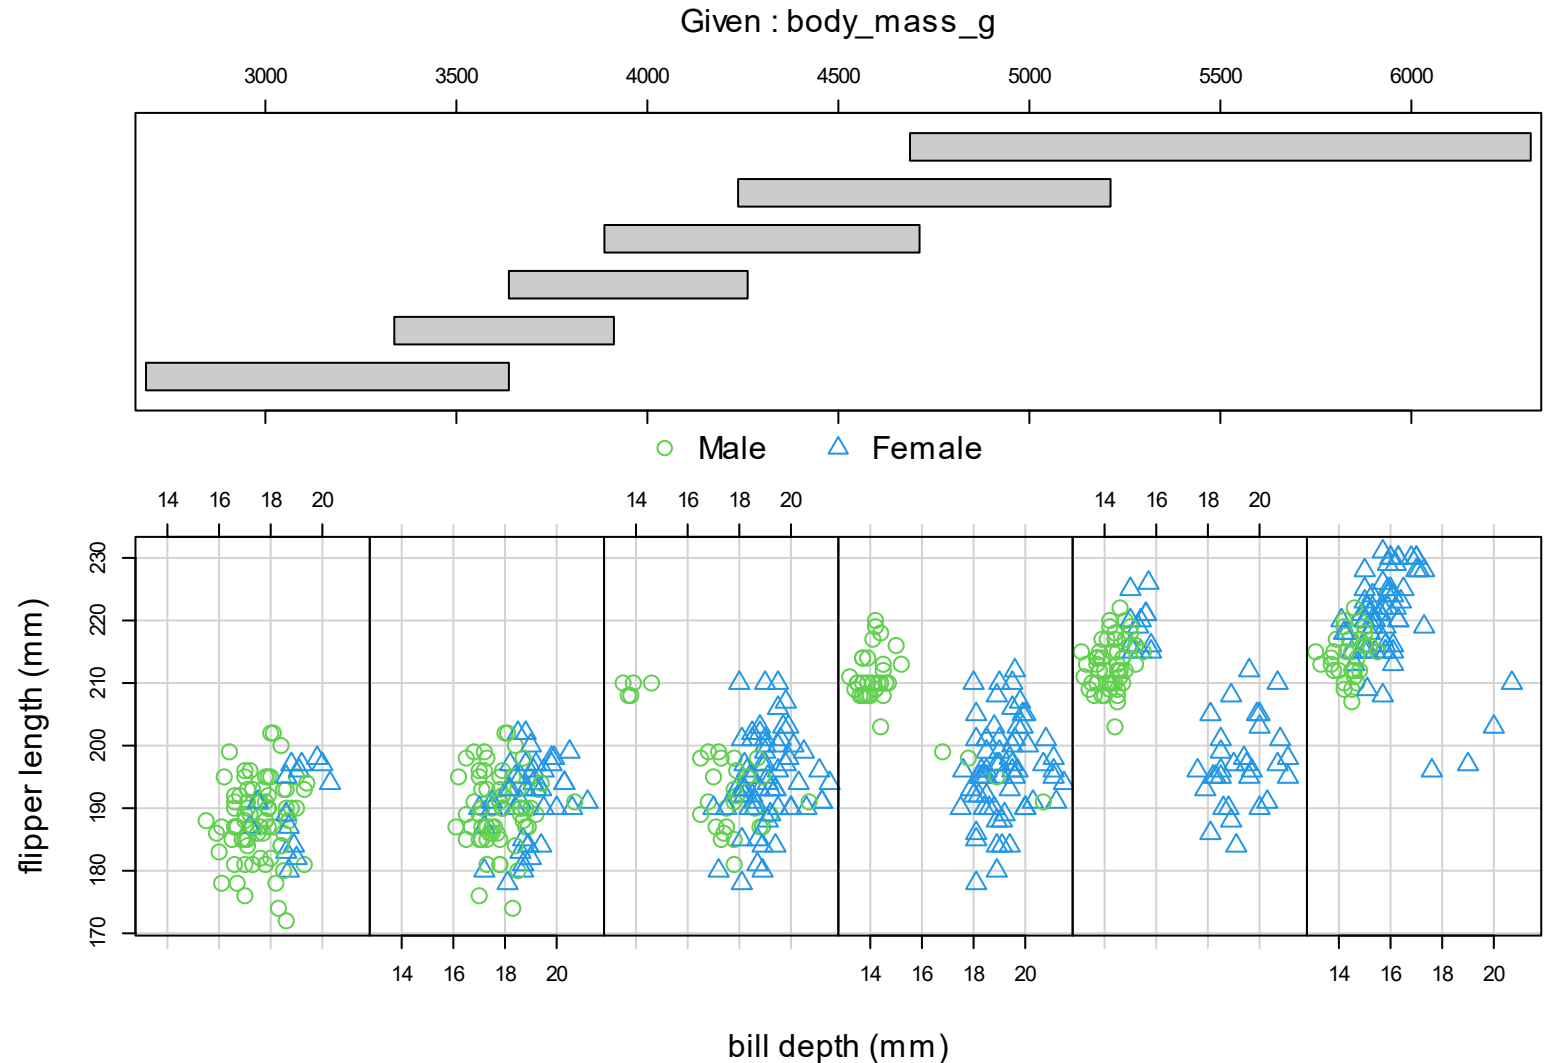 Given : body_mass_g
3000 3500 4000 4500 5000 5500 6000
Male Female
14 16 18 20 14 16 18 20 14 16 18 20
230
220
210
200
190
180
170
flipper length (mm)
14 16 18 20 14 18 20 14 16 18 20
bill depth (mm)